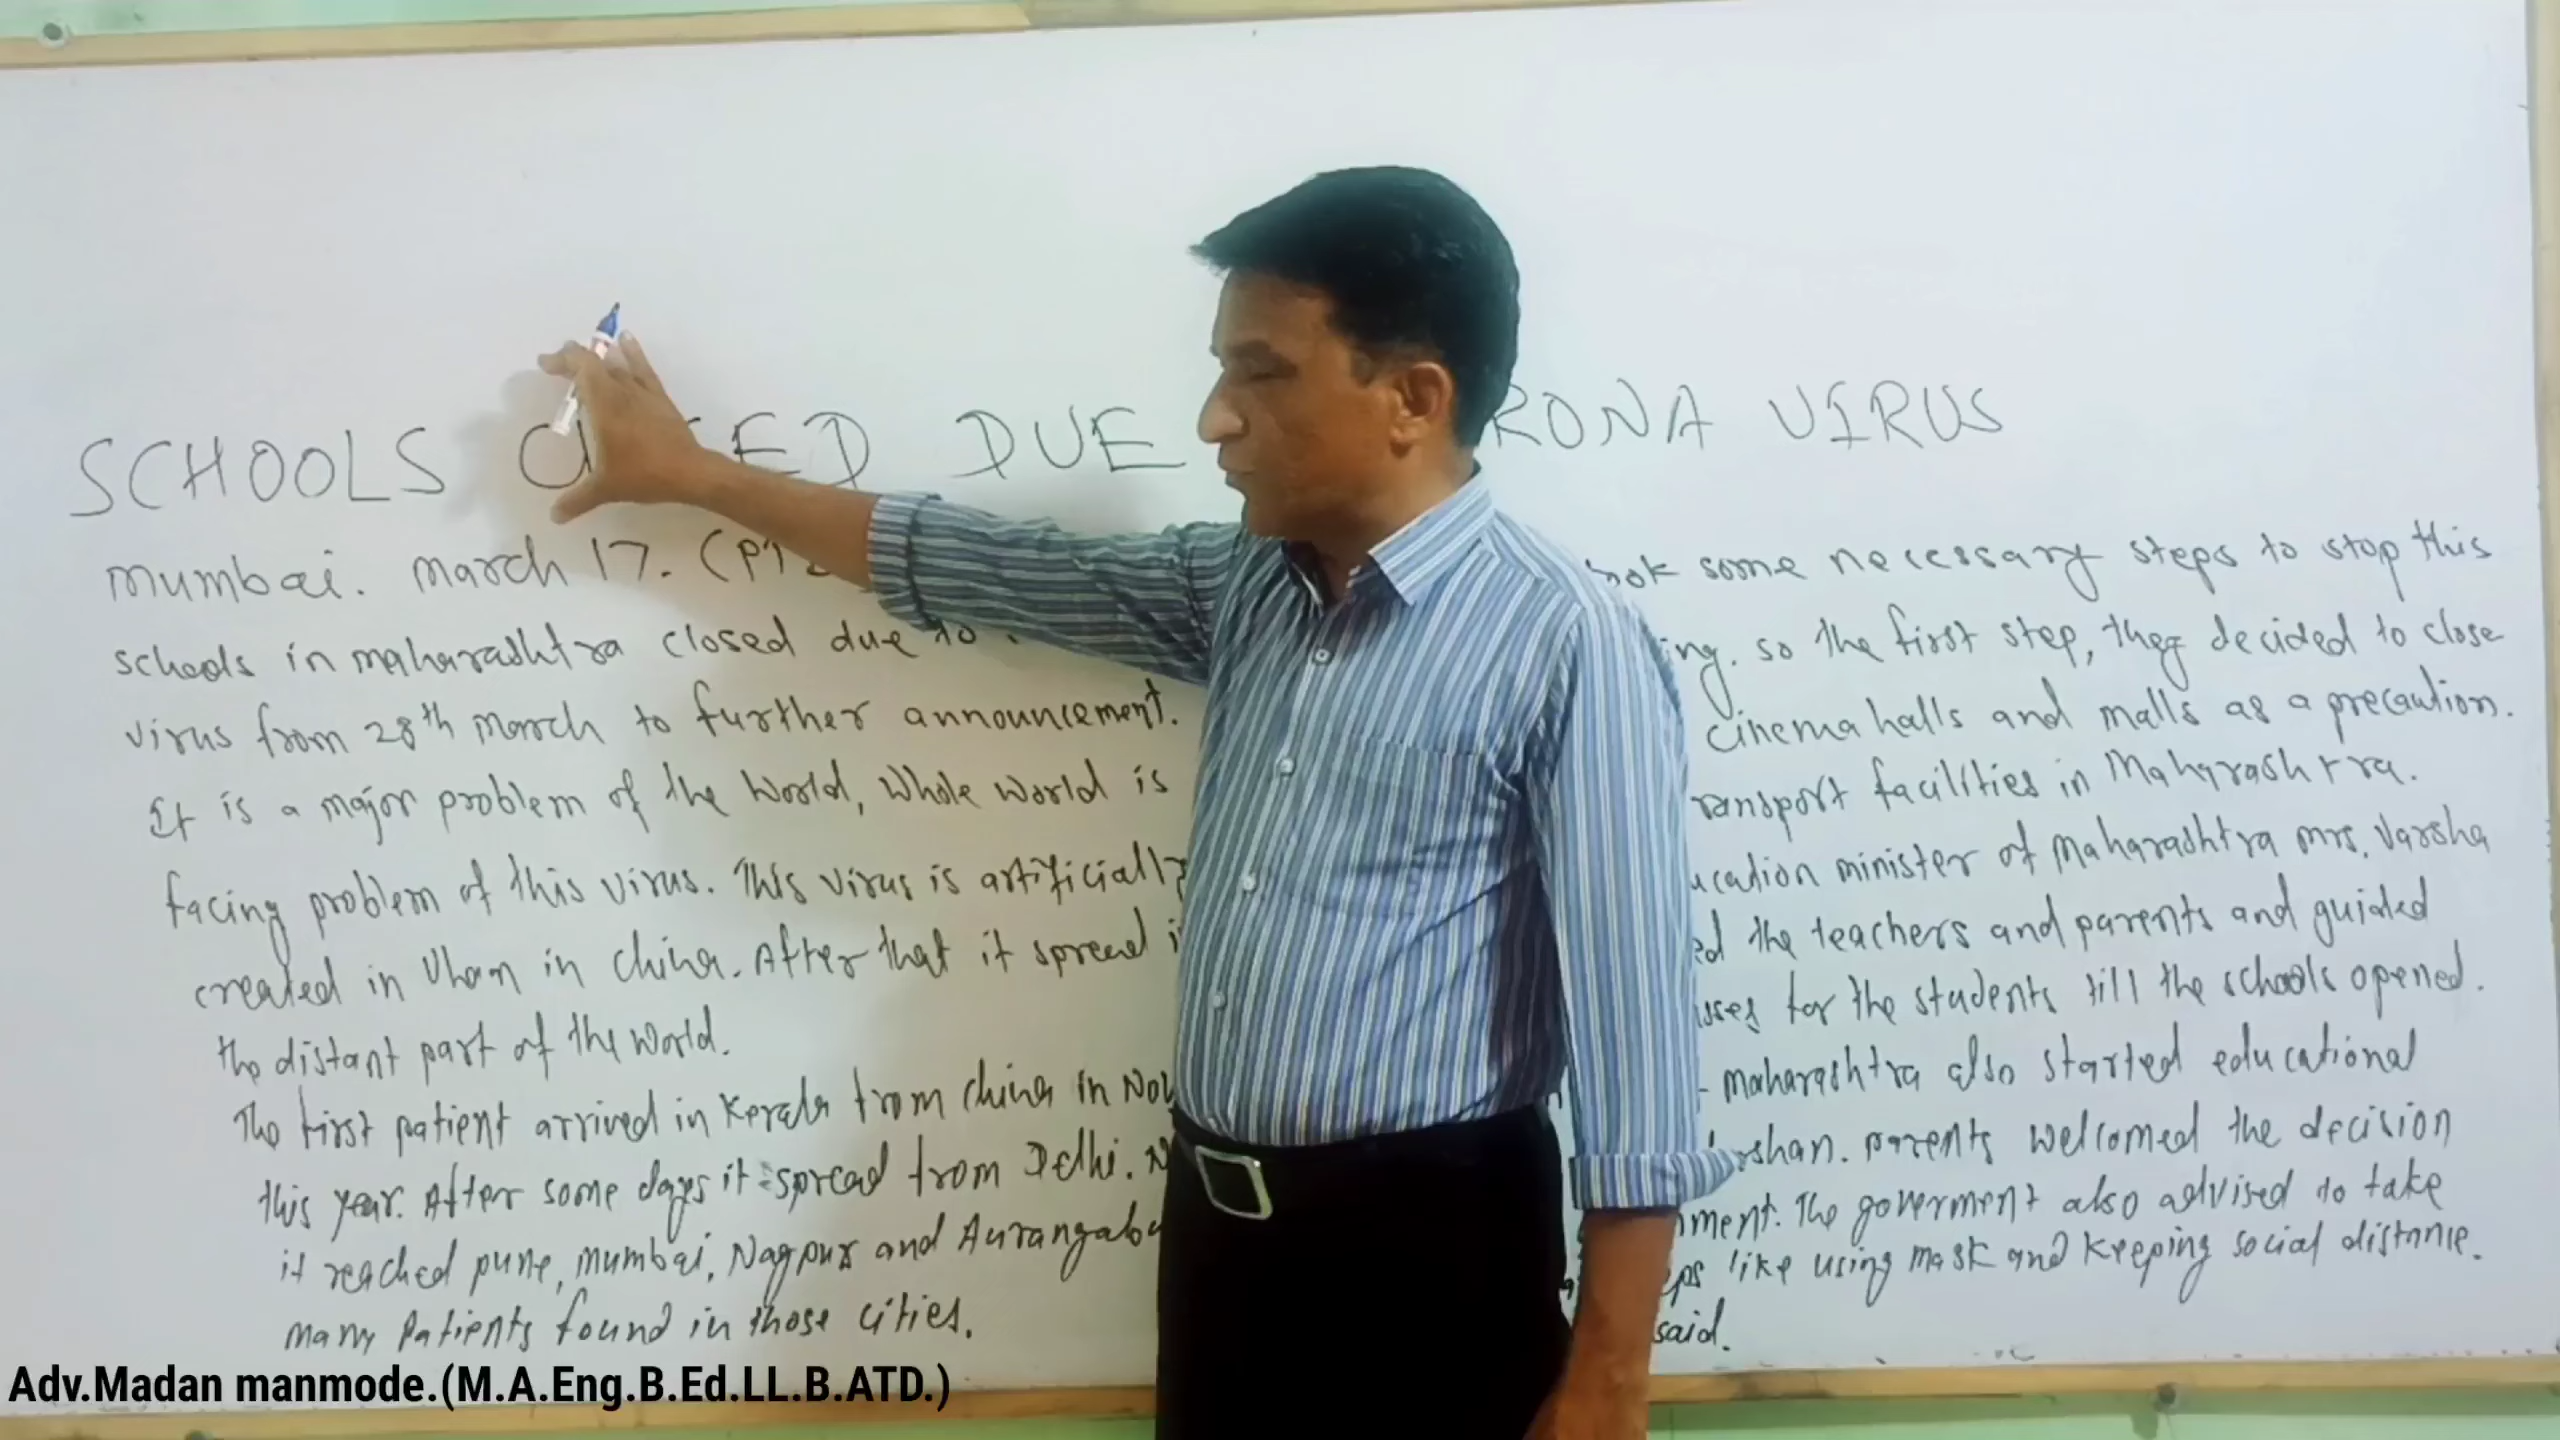 SCHOOLS C ED DUE RONA VIRUS
mumbai. march 17. (PT
schools in maharashtra closed due to
virus from 28th march to further announcement.
It is a major problem of the World, Whole world is
facing problem of this virus. This virus is artificially
created in Uhan in China. After that it spread i
the distant part of the World.
The first patient arrived in Kerala from China in Nov
this year. After some days it spread from Delhi. N
it reached pune, mumbai, Nagpur and Aurangaba
many Patients found in those cities.
ook some necessary steps to stop this
ing. so the first step, they decided to close
cinema halls and malls as a precaution.
ransport facilities in Maharashtra.
ucation minister of Maharashtra mrs. Varsha
ed the teachers and parents and guided
sses for the students till the schools opened.
- maharashtra also started educational
rshan. parents welcomed the decision
nment. The goverment also advised to take
eps like using mask and keeping social distance.
said.
Adv.Madan manmode.(M.A.Eng.B.Ed.LL.B.ATD.)